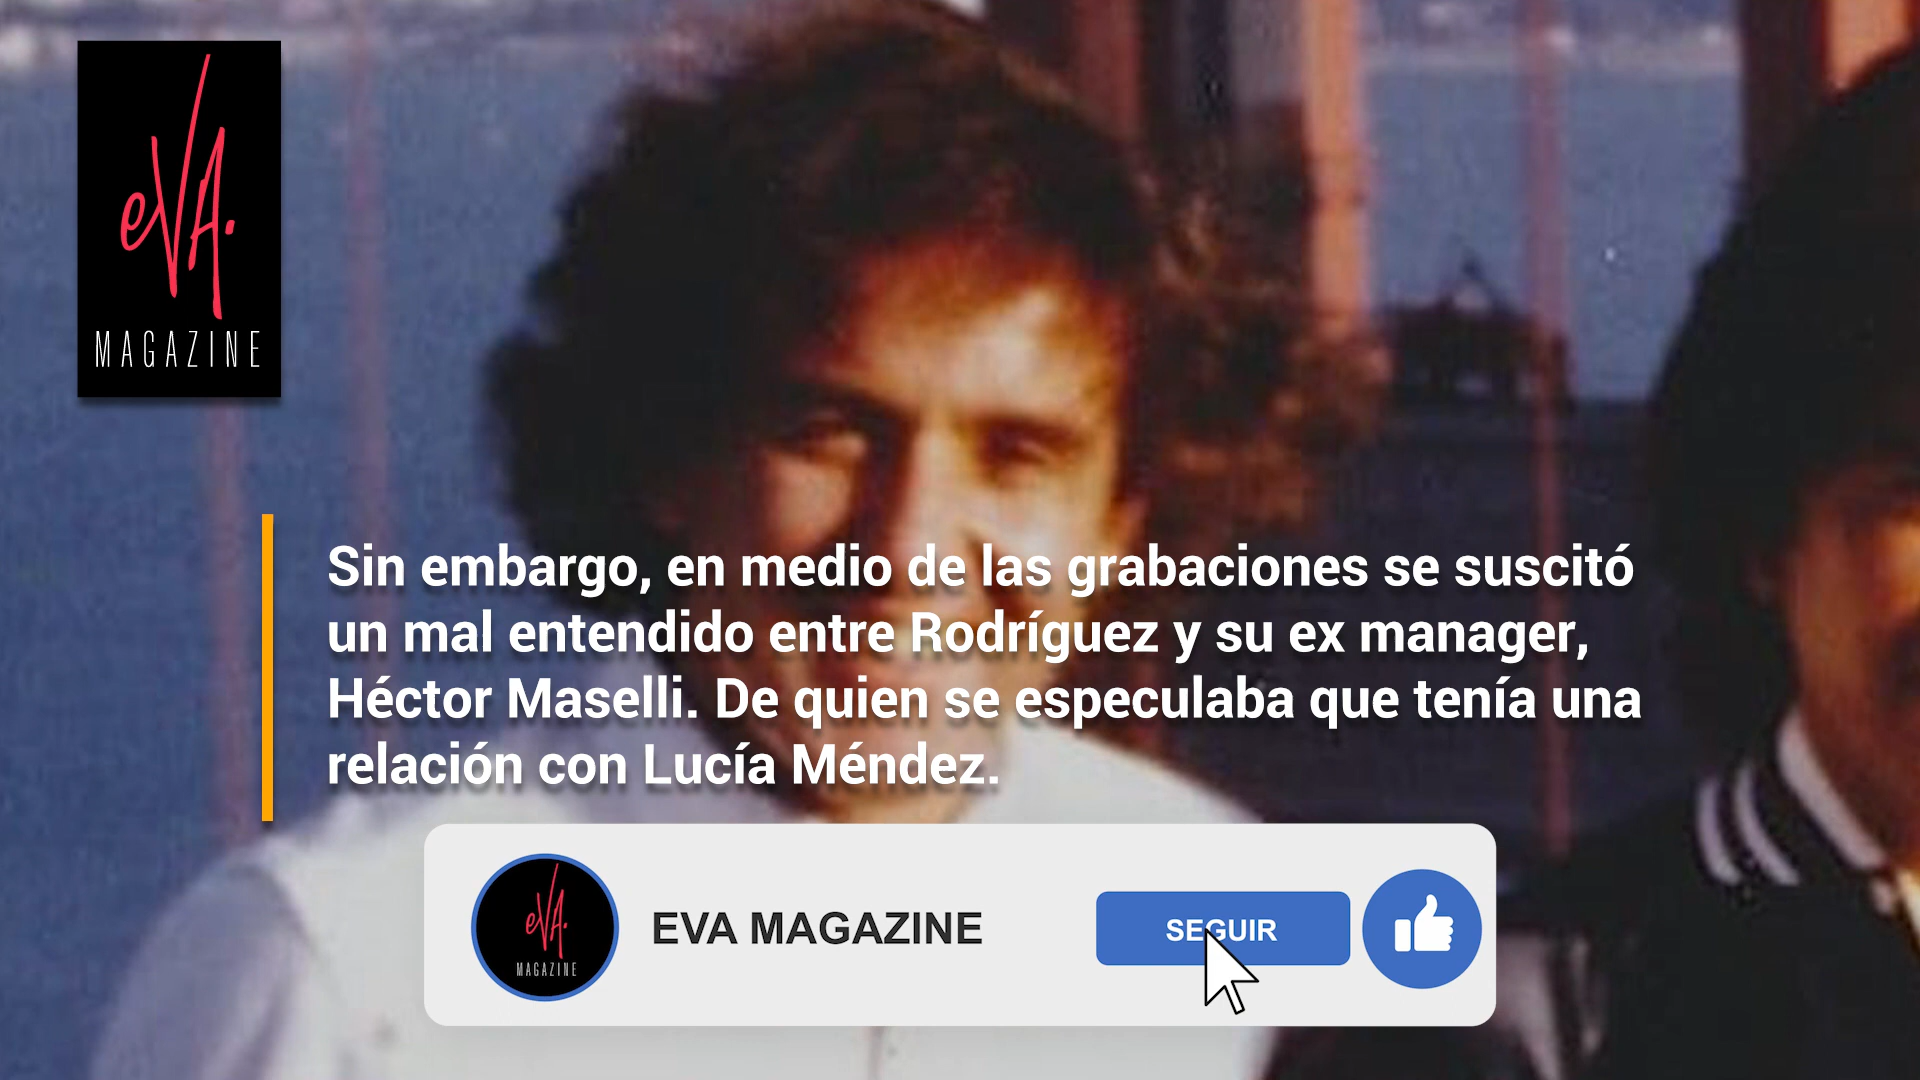 eVA.
MAGAZINE
Sin embargo, en medio de las grabaciones se suscitó
un mal entendido entre Rodríguez y su ex manager,
Héctor Maselli. De quien se especulaba que tenía una
relación con Lucía Méndez.
eVA.
MAGAZINE
EVA MAGAZINE
SEGUIR